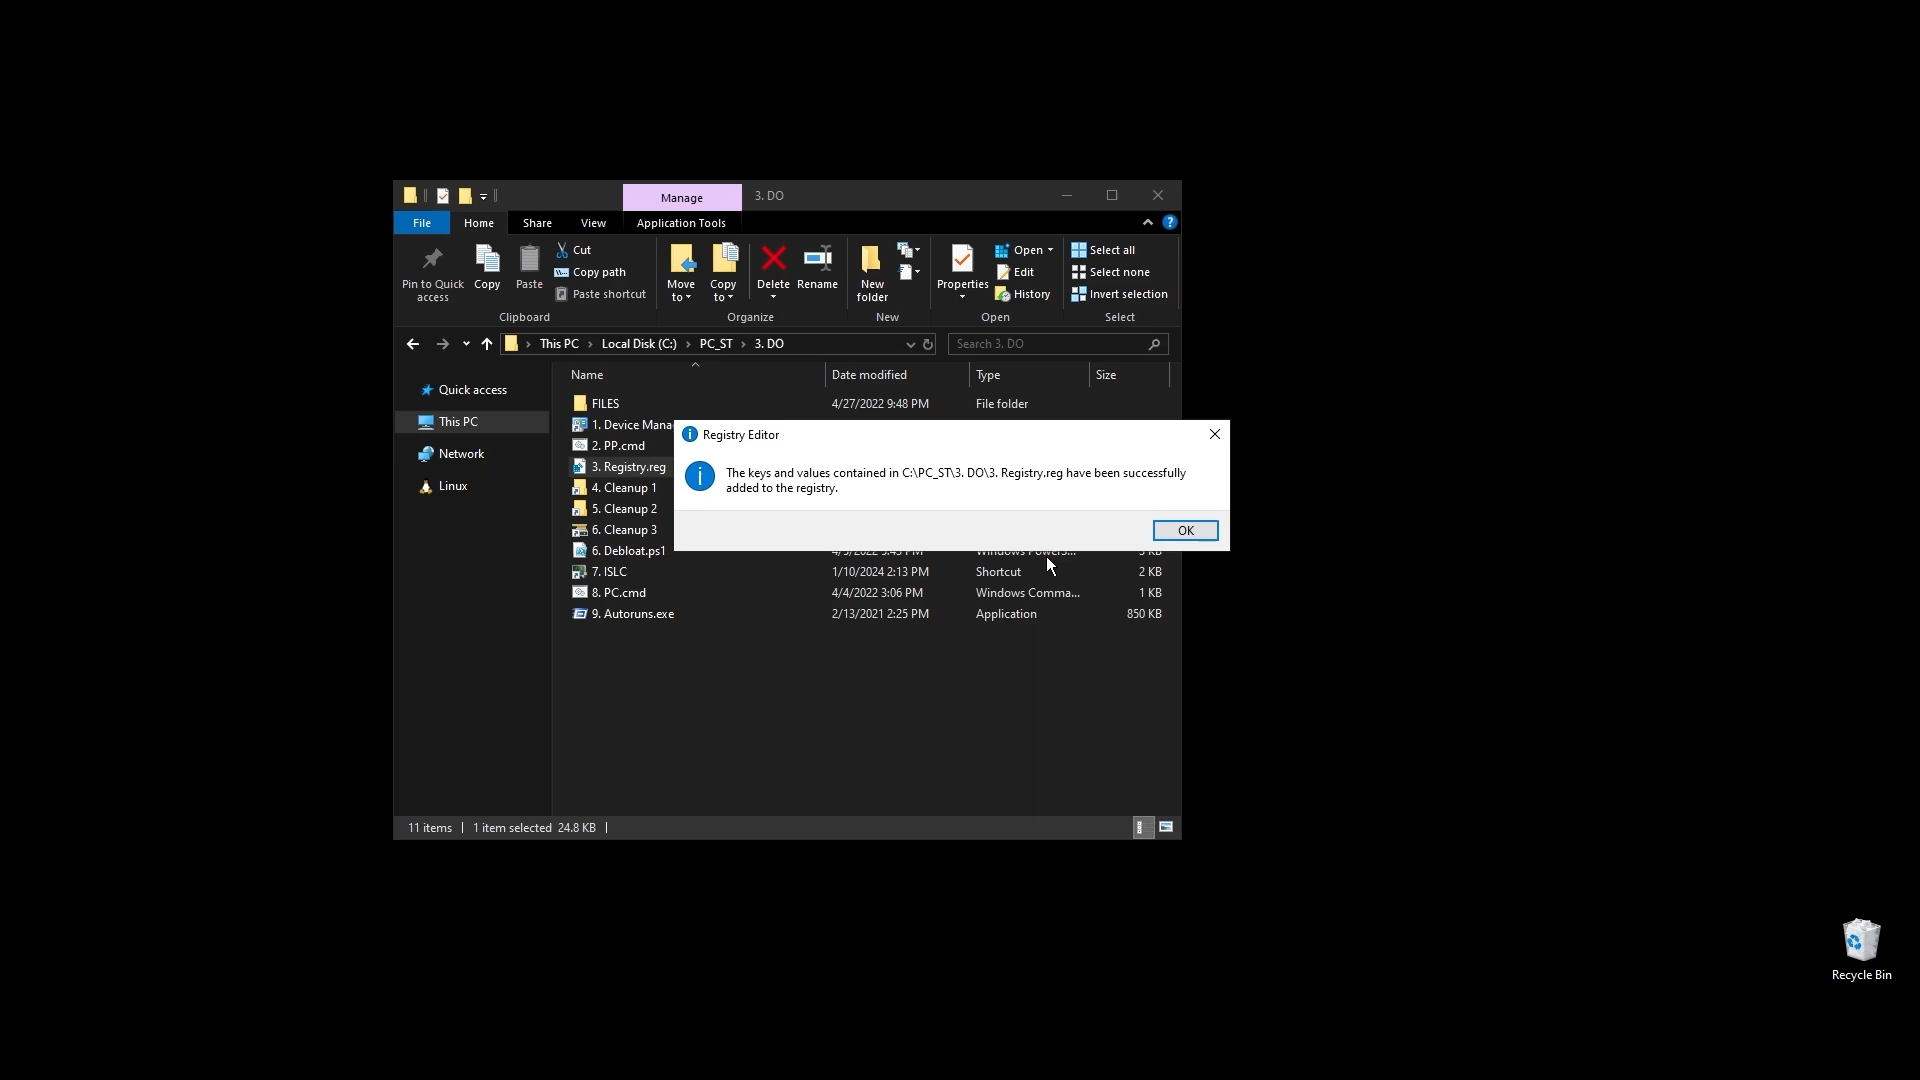 Manage
3. DO
File
Home
Share
View
Application Tools
Pin to Quick
access
Copy
Paste
Cut
Copy path
Paste shortcut
Clipboard
Move
to
Copy
to
Delete
Rename
Organize
New
folder
New
Properties
Open
Edit
History
Open
Select all
Select none
Invert selection
Select
This PC
Local Disk (C:)
PC_ST
3. DO
Search 3. DO
Quick access
This PC
Network
Linux
Name
Date modified
Type
Size
FILES
4/27/2022 9:48 PM
File folder
1. Device Mana
2. PP.cmd
3. Registry.reg
4. Cleanup 1
5. Cleanup 2
6. Cleanup 3
6. Debloat.ps1
Windows PowerS...
7. ISLC
1/10/2024 2:13 PM
Shortcut
2 KB
8. PC.cmd
4/4/2022 3:06 PM
Windows Comma...
1 KB
9. Autoruns.exe
2/13/2021 2:25 PM
Application
850 KB
Registry Editor
The keys and values contained in C:\PC_ST\3. DO\3. Registry.reg have been successfully
added to the registry.
OK
11 items
1 item selected 24.8 KB
Recycle Bin